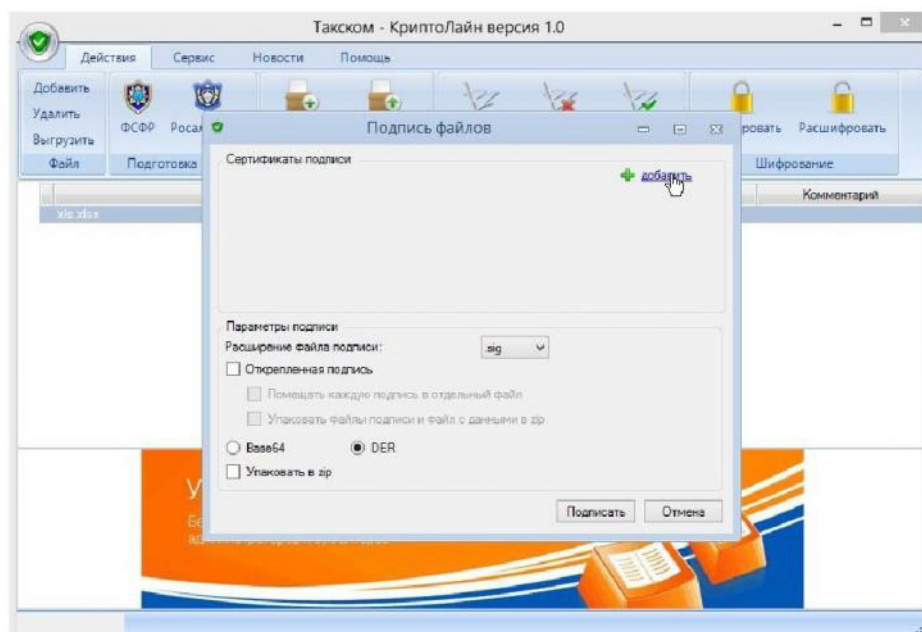 Такском - КриптоЛайн версия 1.0
Действия Сервис Новости Помощь
Добавить
Удалить
Выгрузить
ФСФР
Расшифровать
Файл Подготовка Шифрование
Подпись файлов
Сертификаты подписи
добавить
Комментарий
xls.xlsx
Параметры подписи
Расширение файла подписи: .sig
Открепленная подпись
Помещать каждую подпись в отдельный файл
Упаковать файлы подписи и файл с данными в zip
Base64 DER
Упаковать в zip
Подписать Отмена